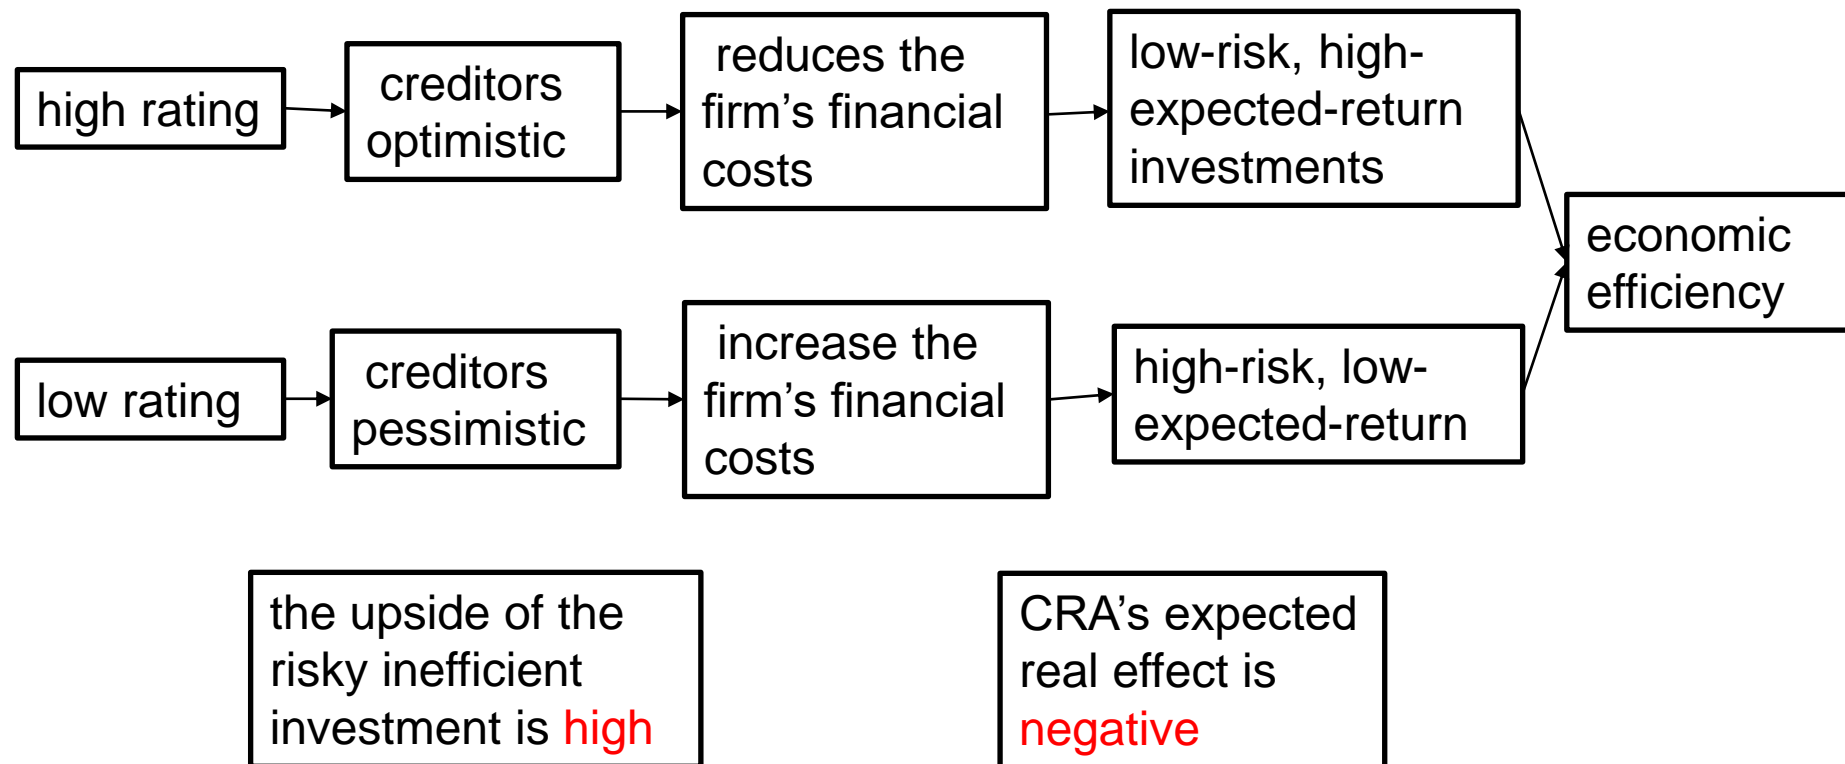 high rating
creditors
optimistic
reduces the
firm’s financial
costs
low-risk, high-
expected-return
investments
economic
efficiency
low rating
creditors
pessimistic
increase the
firm’s financial
costs
high-risk, low-
expected-return
the upside of the
risky inefficient
investment is high
CRA’s expected
real effect is
negative